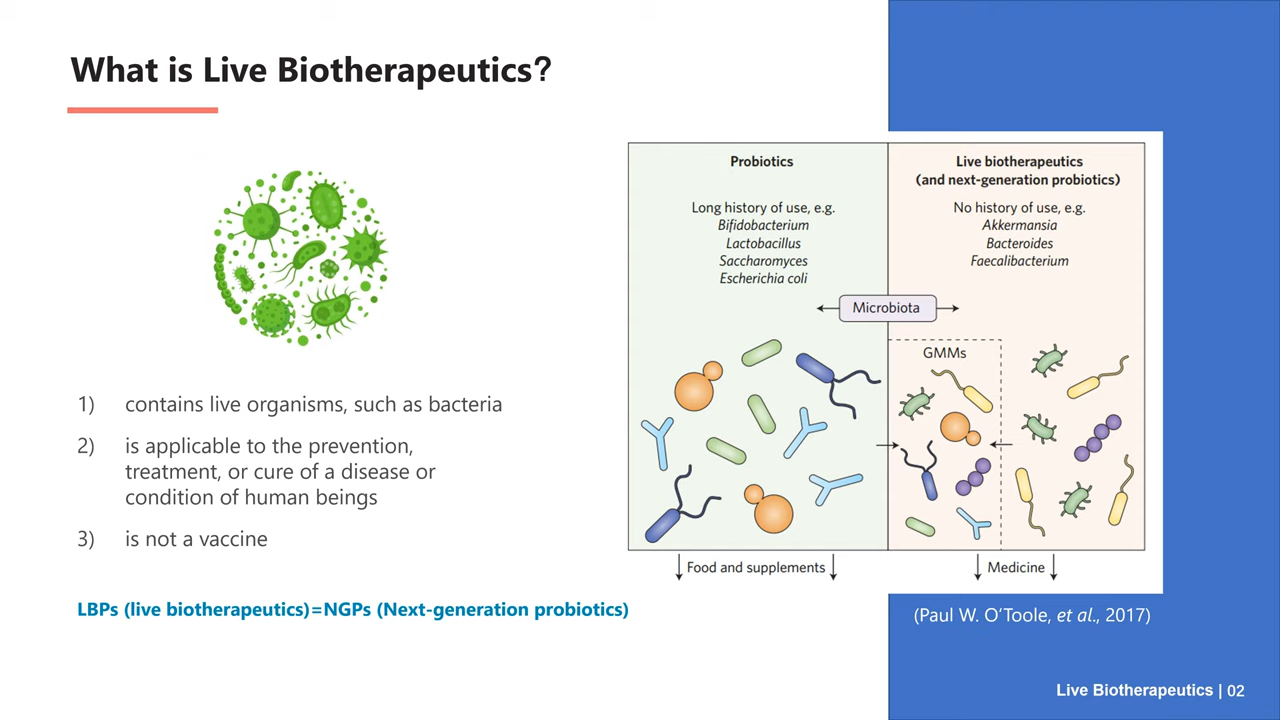 What is Live Biotherapeutics?
1) contains live organisms, such as bacteria
2) is applicable to the prevention,
treatment, or cure of a disease or
condition of human beings
3) is not a vaccine
LBPs (live biotherapeutics)=NGPs (Next-generation probiotics)
Probiotics
Long history of use, e.g.
Bifidobacterium
Lactobacillus
Saccharomyces
Escherichia coli
Live biotherapeutics
(and next-generation probiotics)
No history of use, e.g.
Akkermansia
Bacteroides
Faecalibacterium
Microbiota
GMMs
Food and supplements
Medicine
(Paul W. O’Toole, et al., 2017)
Live Biotherapeutics | 02